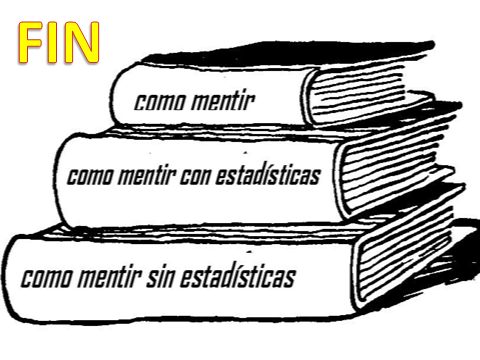 FIN
como mentir
como mentir con estadísticas
como mentir sin estadísticas